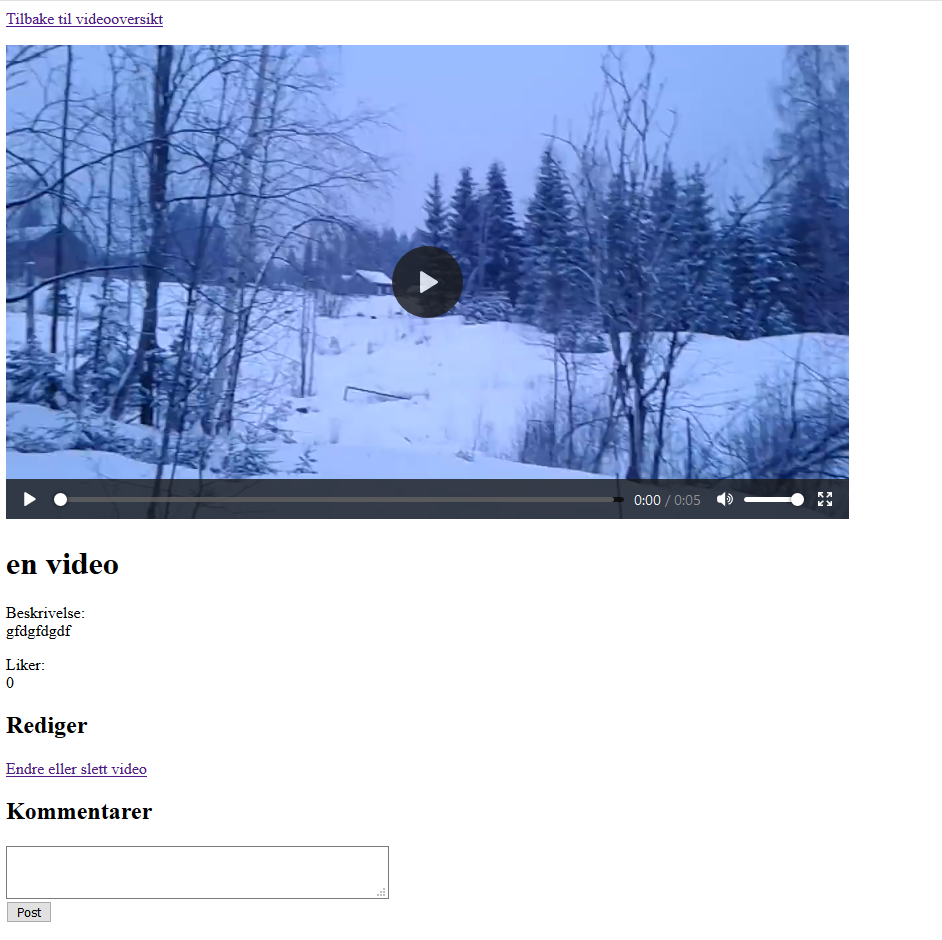 Tilbake til videooversikt
0:00 / 0:05
en video
Beskrivelse:
gfdgfdgdf
Liker:
0
Rediger
Endre eller slett video
Kommentarer
Post